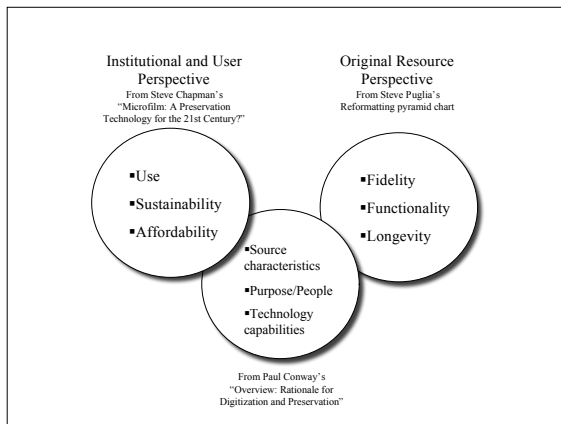 Institutional and User
Perspective
From Steve Chapman's
"Microfilm: A Preservation
Technology for the 21st Century?"
Original Resource
Perspective
From Steve Puglia's
Reformatting pyramid chart
▪Use
▪Sustainability
▪Affordability
▪Fidelity
▪Functionality
▪Longevity
▪Source
characteristics
▪Purpose/People
▪Technology
capabilities
From Paul Conway's
"Overview: Rationale for
Digitization and Preservation"